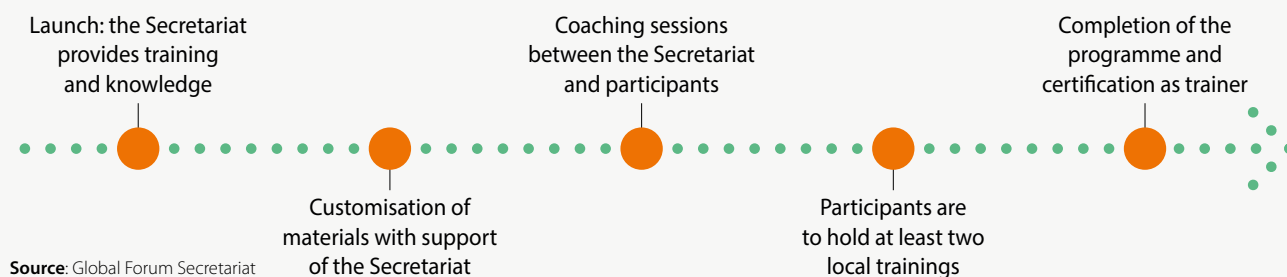 Launch: the Secretariat
provides training
and knowledge
Customisation of
materials with support
of the Secretariat
Coaching sessions
between the Secretariat
and participants
Participants are
to hold at least two
local trainings
Completion of the
programme and
certification as trainer
Source: Global Forum Secretariat